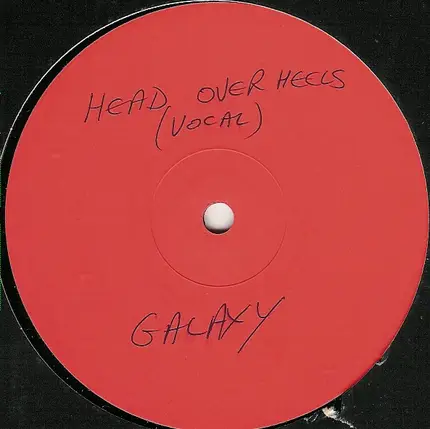 HEAD OVER HEELS
(VOCAL)
GALAXY